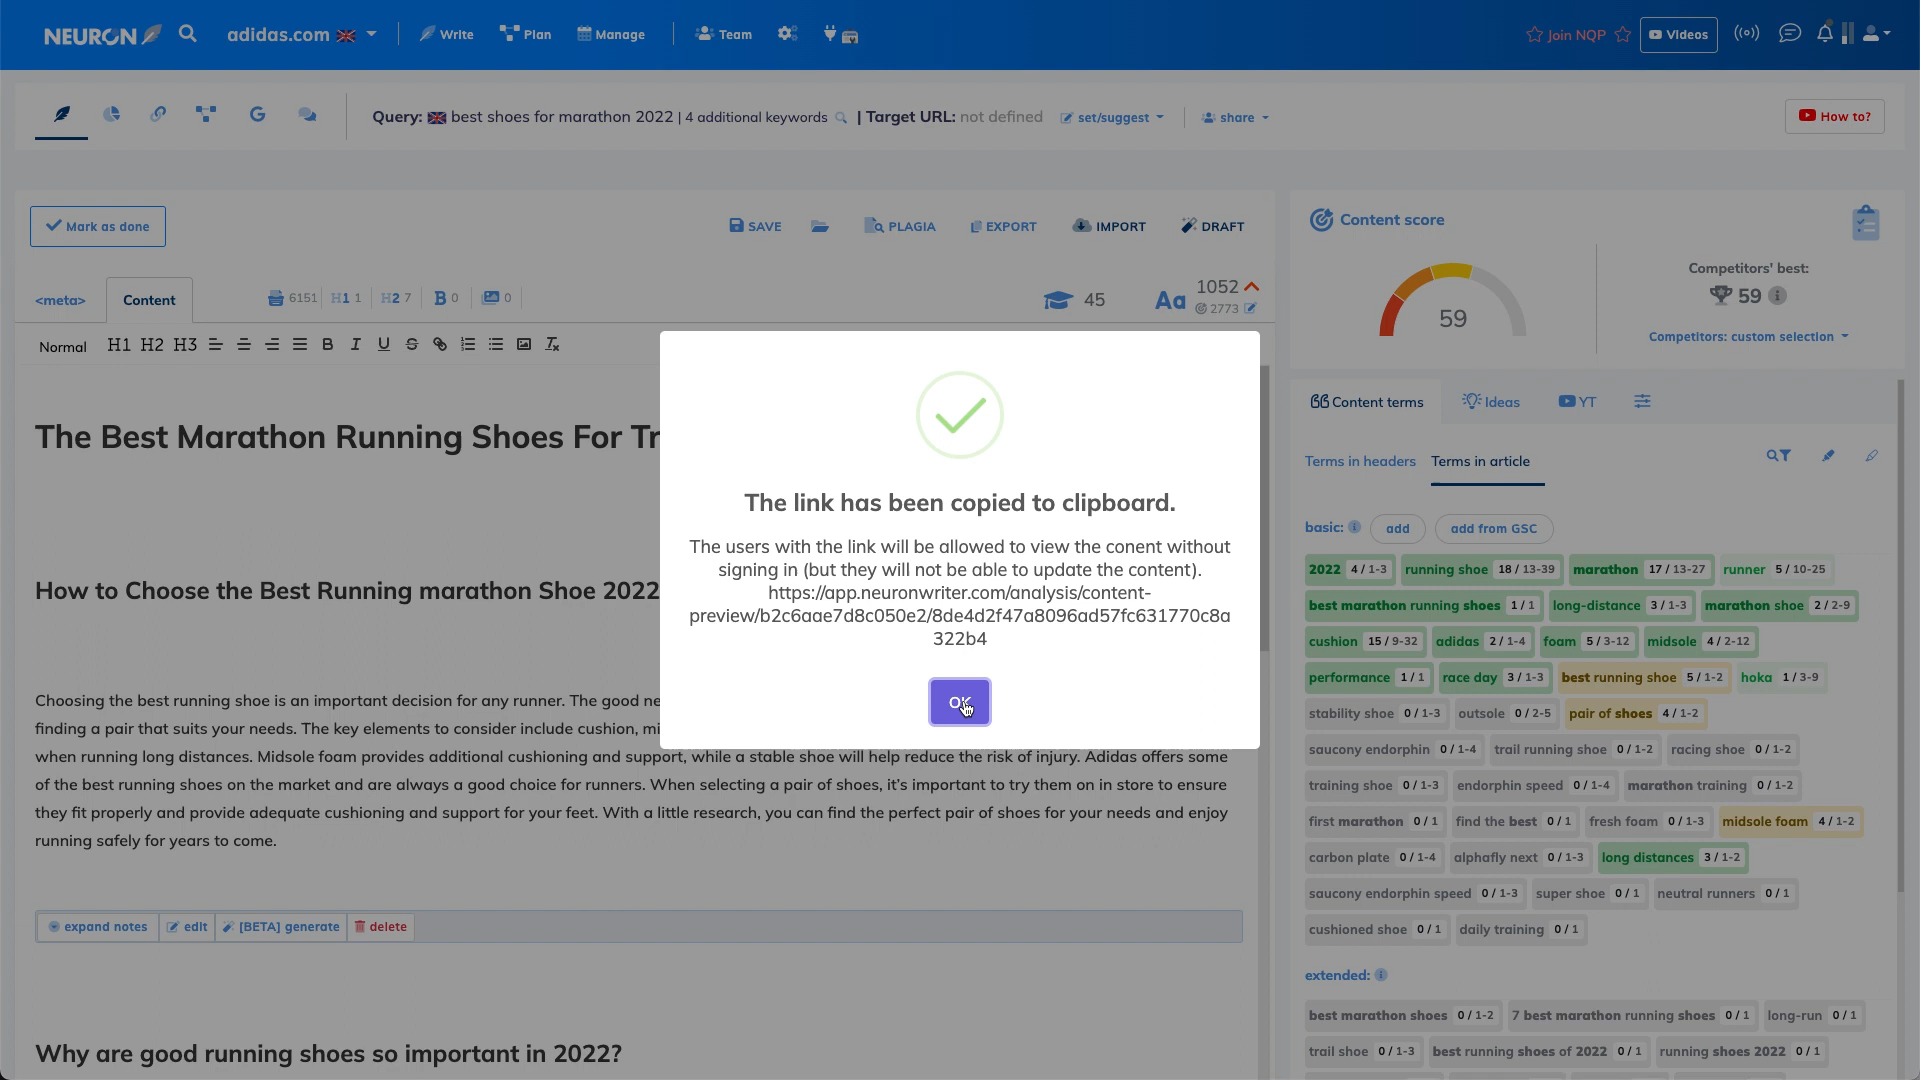 NEURON
adidas.com
Write
Plan
Manage
Team
Join NQP
Videos
Query: best shoes for marathon 2022 | 4 additional keywords | Target URL: not defined set/suggest
share
How to?
Mark as done
SAVE
PLAGIA
EXPORT
IMPORT
DRAFT
<meta>
Content
6151
H1 1
H2 7
B 0
0
45
Aa
1052
2773
Normal
H1 H2 H3
B I U S
The Best Marathon Running Shoes For Tr
How to Choose the Best Running marathon Shoe 2022
Choosing the best running shoe is an important decision for any runner. The good ne
finding a pair that suits your needs. The key elements to consider include cushion, mi
when running long distances. Midsole foam provides additional cushioning and support, while a stable shoe will help reduce the risk of injury. Adidas offers some
of the best running shoes on the market and are always a good choice for runners. When selecting a pair of shoes, it's important to try them on in store to ensure
they fit properly and provide adequate cushioning and support for your feet. With a little research, you can find the perfect pair of shoes for your needs and enjoy
running safely for years to come.
expand notes
edit
[BETA] generate
delete
Why are good running shoes so important in 2022?
The link has been copied to clipboard.
The users with the link will be allowed to view the conent without
signing in (but they will not be able to update the content).
https://app.neuronwriter.com/analysis/content-
preview/b2c6aae7d8c050e2/8de4d2f47a8096ad57fc631770c8a
322b4
OK
Content score
59
Competitors' best:
59
Competitors: custom selection
Content terms
Ideas
YT
Terms in headers
Terms in article
basic:
add
add from GSC
2022 4 / 1-3 running shoe 18 / 13-39 marathon 17 / 13-27 runner 5 / 10-25
best marathon running shoes 1 / 1 long-distance 3 / 1-3 marathon shoe 2 / 2-9
cushion 15 / 9-32 adidas 2 / 1-4 foam 5 / 3-12 midsole 4 / 2-12
performance 1 / 1 race day 3 / 1-3 best running shoe 5 / 1-2 hoka 1 / 3-9
stability shoe 0 / 1-3 outsole 0 / 2-5 pair of shoes 4 / 1-2
saucony endorphin 0 / 1-4 trail running shoe 0 / 1-2 racing shoe 0 / 1-2
training shoe 0 / 1-3 endorphin speed 0 / 1-4 marathon training 0 / 1-2
first marathon 0 / 1 find the best 0 / 1 fresh foam 0 / 1-3 midsole foam 4 / 1-2
carbon plate 0 / 1-4 alphafly next 0 / 1-3 long distances 3 / 1-2
saucony endorphin speed 0 / 1-3 super shoe 0 / 1 neutral runners 0 / 1
cushioned shoe 0 / 1 daily training 0 / 1
extended:
best marathon shoes 0 / 1-2 7 best marathon running shoes 0 / 1 long-run 0 / 1
trail shoe 0 / 1-3 best running shoes of 2022 0 / 1 running shoes 2022 0 / 1